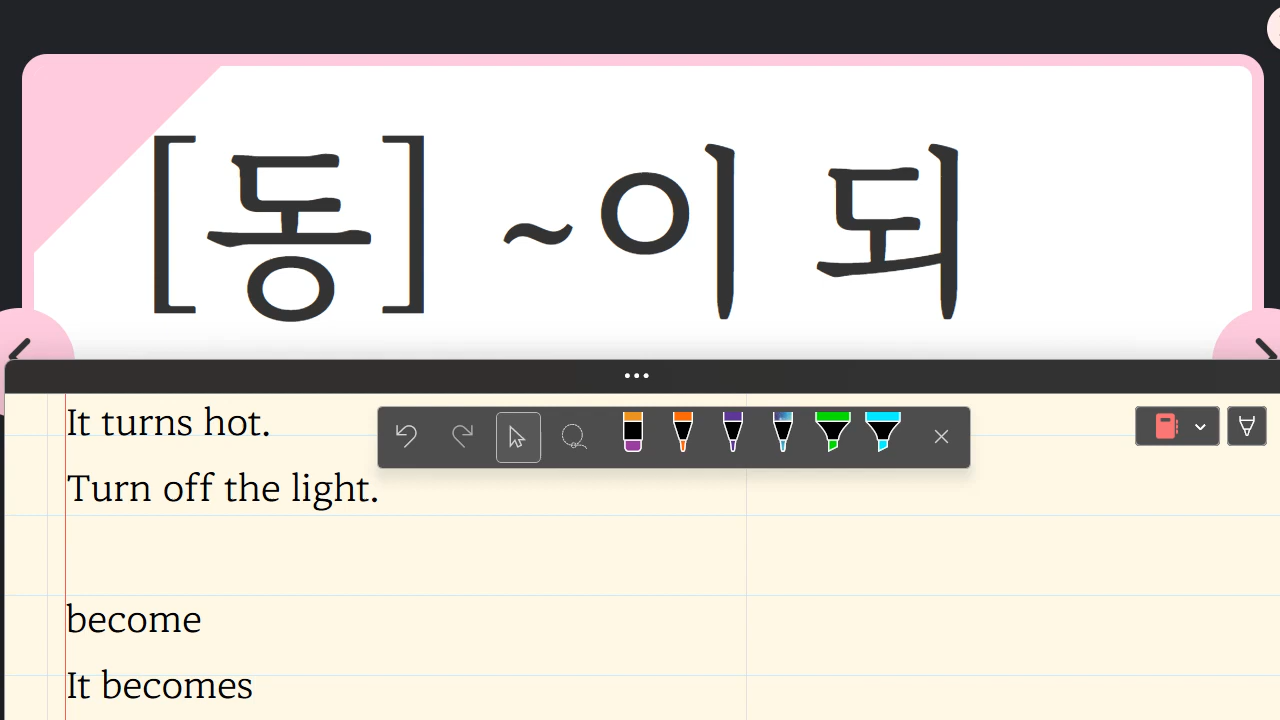 [동] ~이 되
It turns hot.
Turn off the light.
become
It becomes